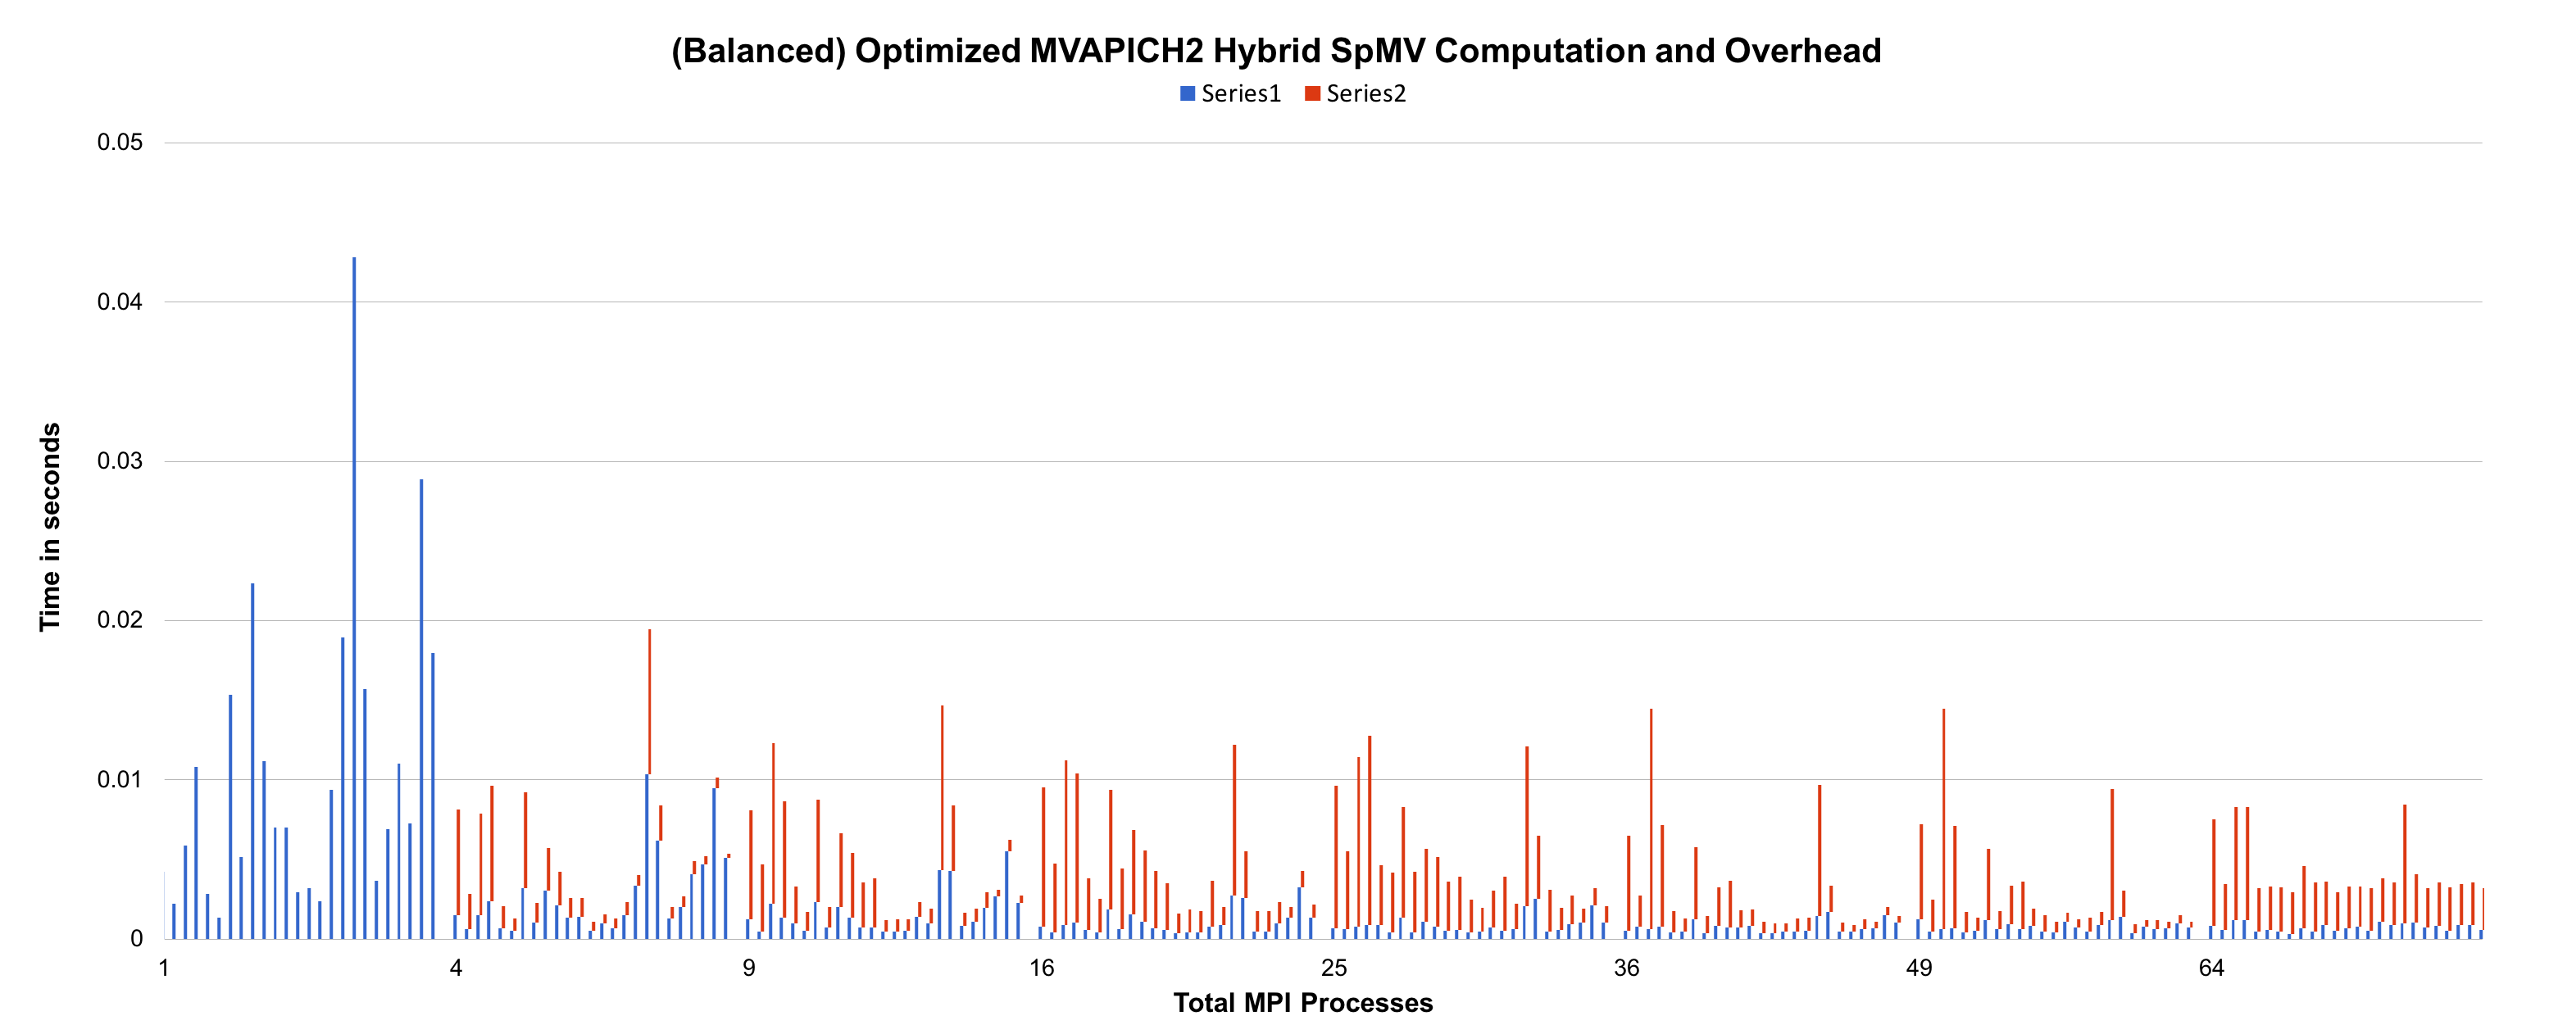 (Balanced) Optimized MVAPICH2 Hybrid SpMV Computation and Overhead
Series1 Series2
0.05
0.04
0.03
0.02
0.01
0
Time in seconds
1 4 9 16 25 36 49 64
Total MPI Processes